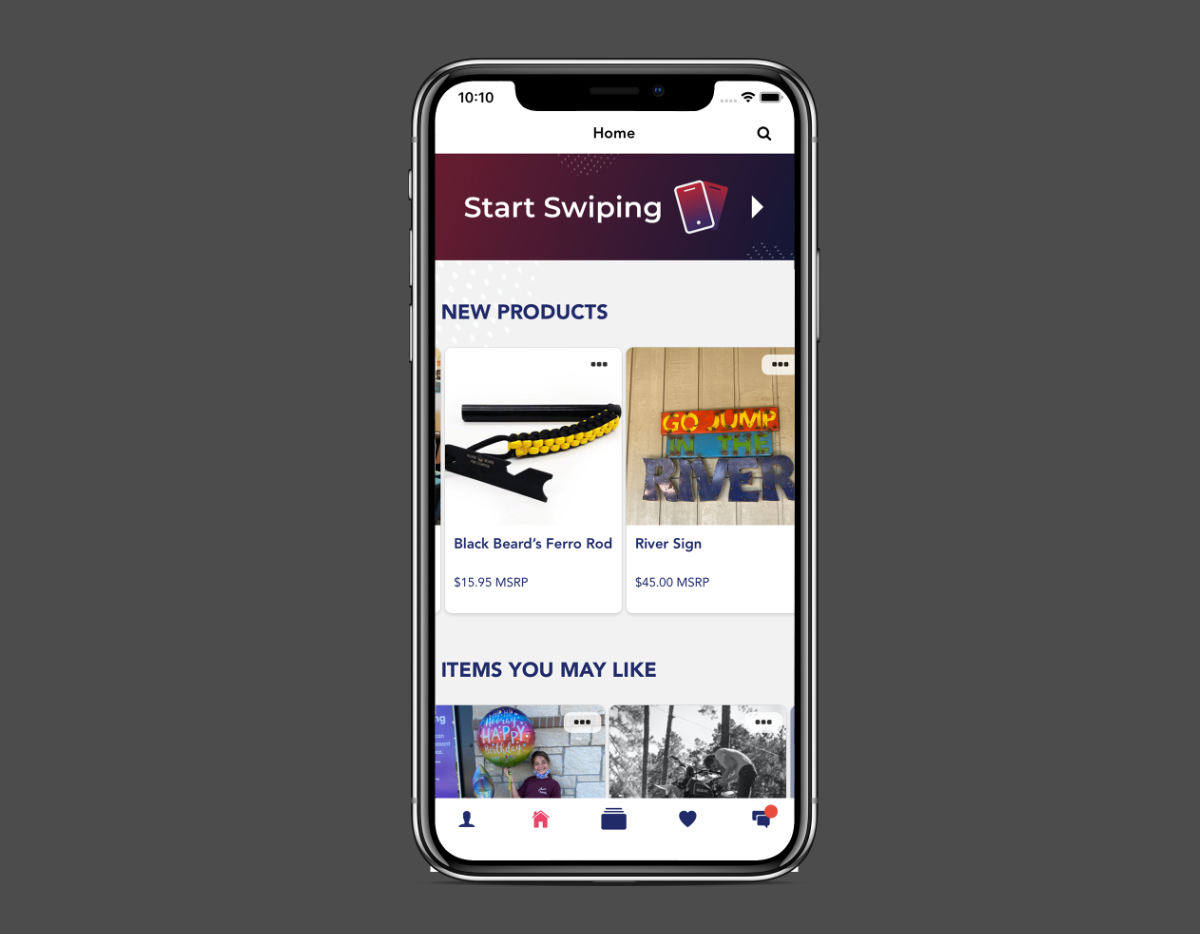 10:10
Home
Start Swiping
NEW PRODUCTS
GO JUMP
IN THE
RIVER
Black Beard's Ferro Rod
River Sign
$15.95 MSRP
$45.00 MSRP
ITEMS YOU MAY LIKE
HAPPY
Birthday